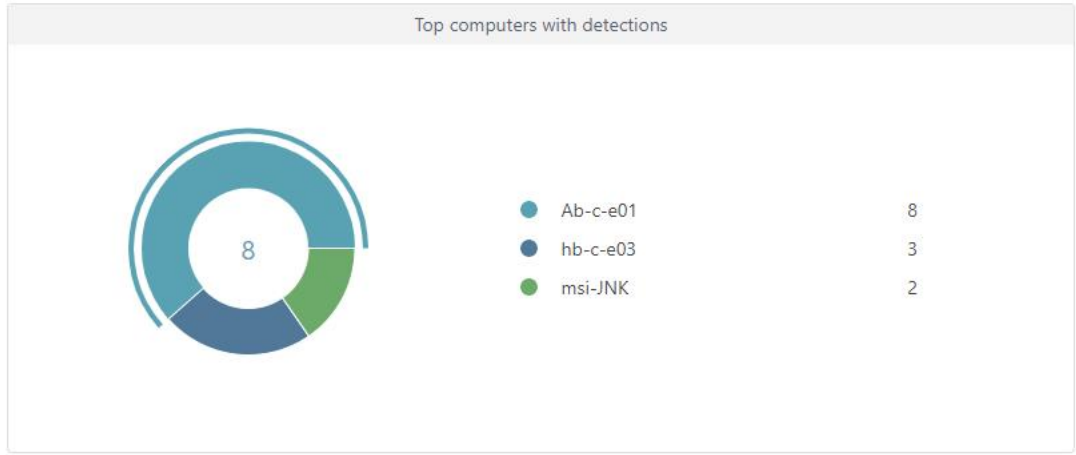 Top computers with detections
8
Ab-c-e01 8
hb-c-e03 3
msi-JNK 2